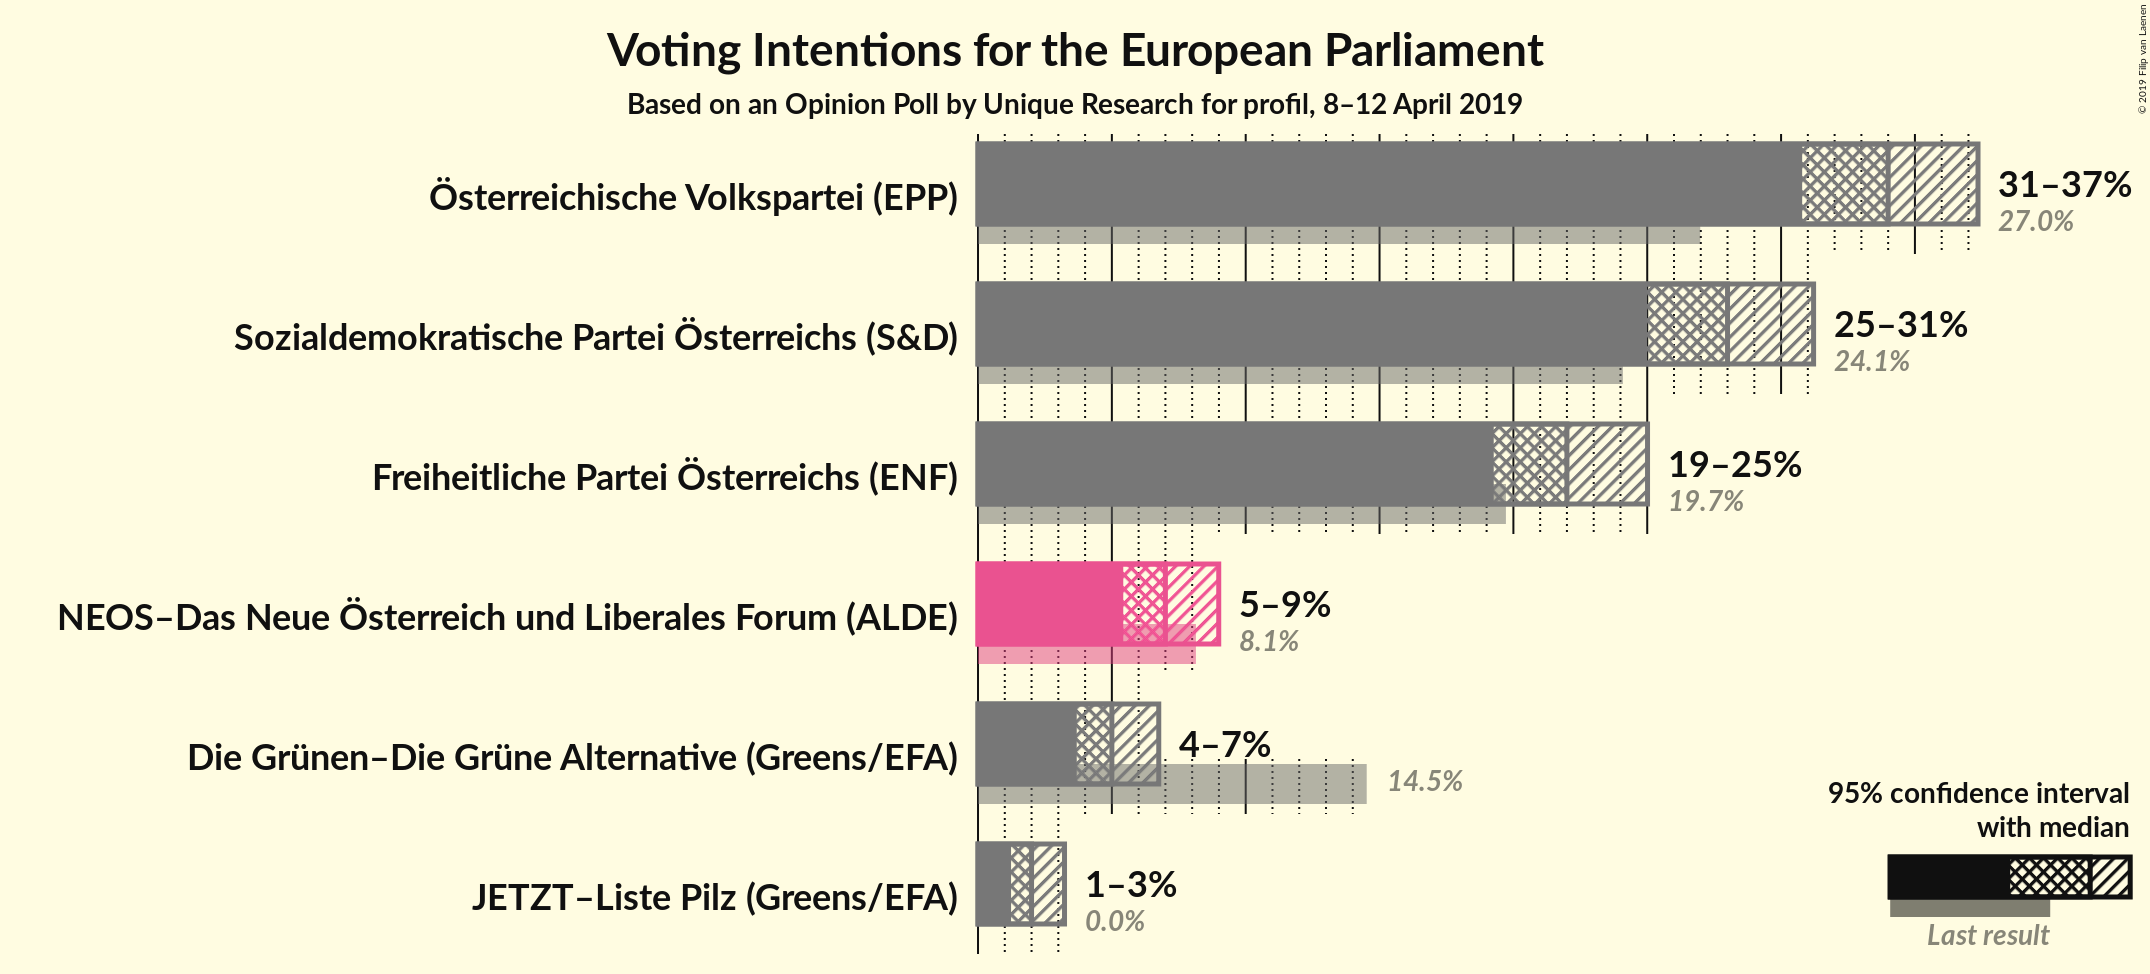 Voting Intentions for the European Parliament
Based on an Opinion Poll by Unique Research for profil, 8–12 April 2019
© 2019 Filip van Laenen
Österreichische Volkspartei (EPP)
31–37%
27.0%
Sozialdemokratische Partei Österreichs (S&D)
25–31%
24.1%
Freiheitliche Partei Österreichs (ENF)
19–25%
19.7%
NEOS–Das Neue Österreich und Liberales Forum (ALDE)
5–9%
8.1%
Die Grünen–Die Grüne Alternative (Greens/EFA)
4–7%
14.5%
JETZT–Liste Pilz (Greens/EFA)
1–3%
0.0%
95% confidence interval
with median
Last result